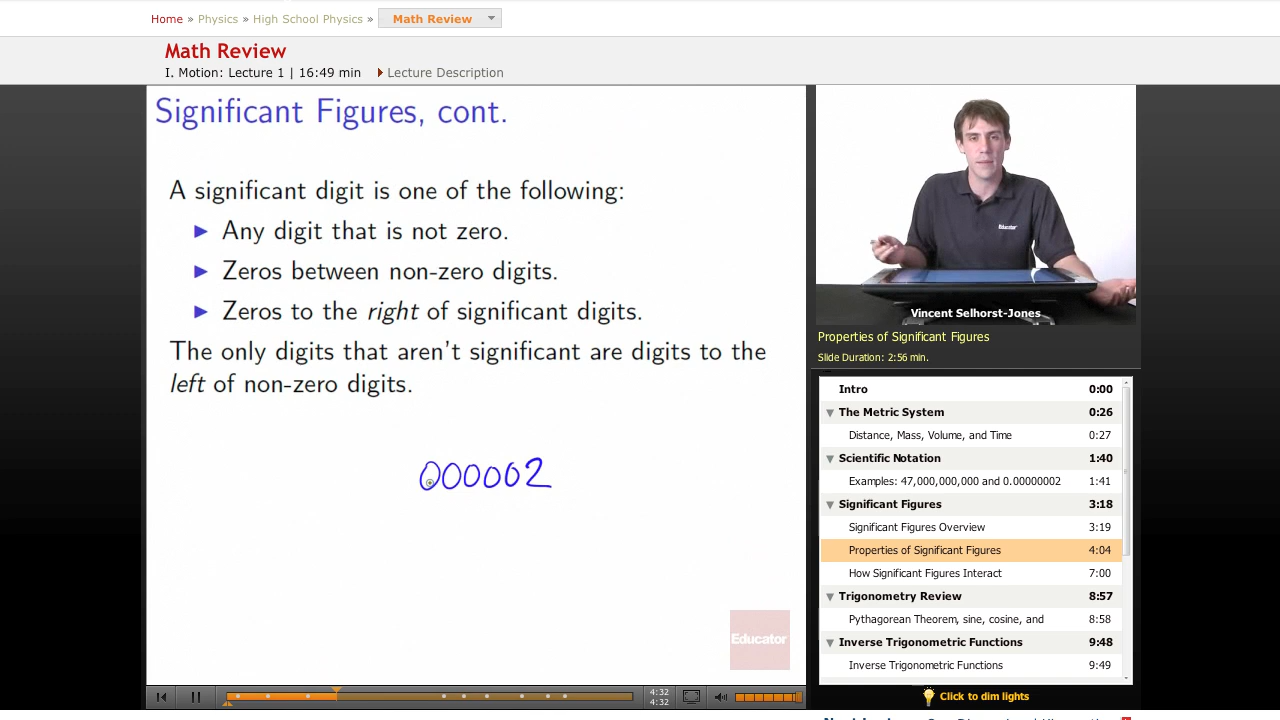 Home » Physics » High School Physics » Math Review
Math Review
I. Motion: Lecture 1 | 16:49 min Lecture Description
Significant Figures, cont.
A significant digit is one of the following:
Any digit that is not zero.
Zeros between non-zero digits.
Zeros to the right of significant digits.
The only digits that aren't significant are digits to the
left of non-zero digits.
000002
Educator
Educator
Vincent Selhorst-Jones
Properties of Significant Figures
Slide Duration: 2:56 min.
Intro 0:00
The Metric System 0:26
Distance, Mass, Volume, and Time 0:27
Scientific Notation 1:40
Examples: 47,000,000,000 and 0.00000002 1:41
Significant Figures 3:18
Significant Figures Overview 3:19
Properties of Significant Figures 4:04
How Significant Figures Interact 7:00
Trigonometry Review 8:57
Pythagorean Theorem, sine, cosine, and 8:58
Inverse Trigonometric Functions 9:48
Inverse Trigonometric Functions 9:49
4:32
4:32
Click to dim lights